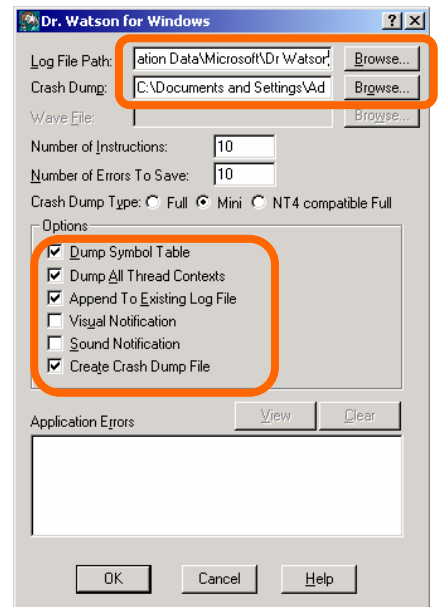 Dr. Watson for Windows
Log File Path: ation Data\Microsoft\Dr Watson Browse...
Crash Dump: C:\Documents and Settings\Ad Browse...
Wave File: Browse...
Number of Instructions: 10
Number of Errors To Save: 10
Crash Dump Type: Full Mini NT4 compatible Full
Options
Dump Symbol Table
Dump All Thread Contexts
Append To Existing Log File
Visual Notification
Sound Notification
Create Crash Dump File
Application Errors View Clear
OK Cancel Help